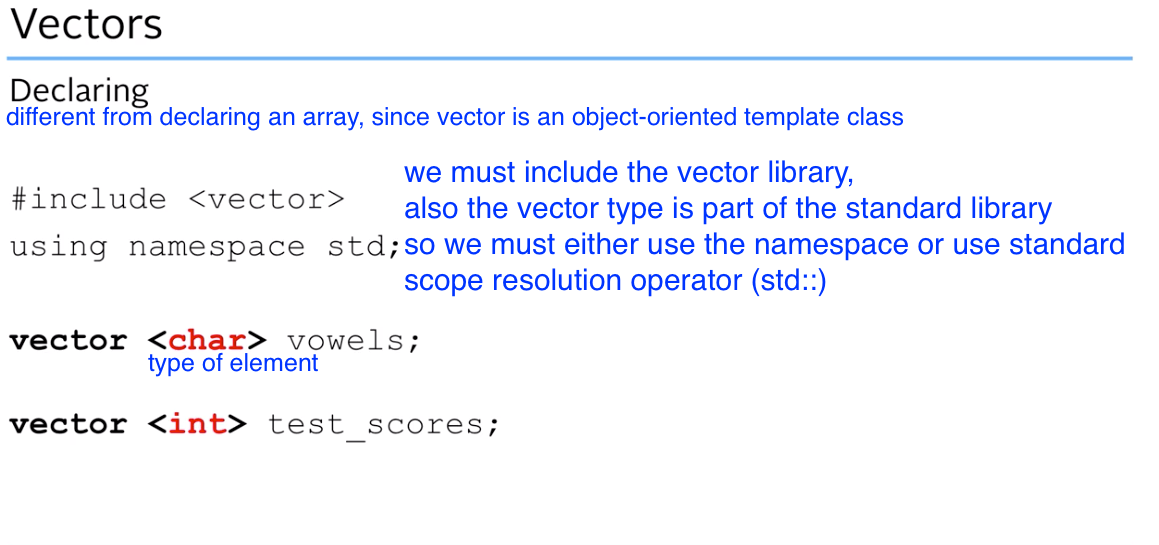 Vectors
Declaring
different from declaring an array, since vector is an object-oriented template class
we must include the vector library,
#include <vector>
also the vector type is part of the standard library
using namespace std;
so we must either use the namespace or use standard
scope resolution operator (std::)
vector <char> vowels;
type of element
vector <int> test_scores;